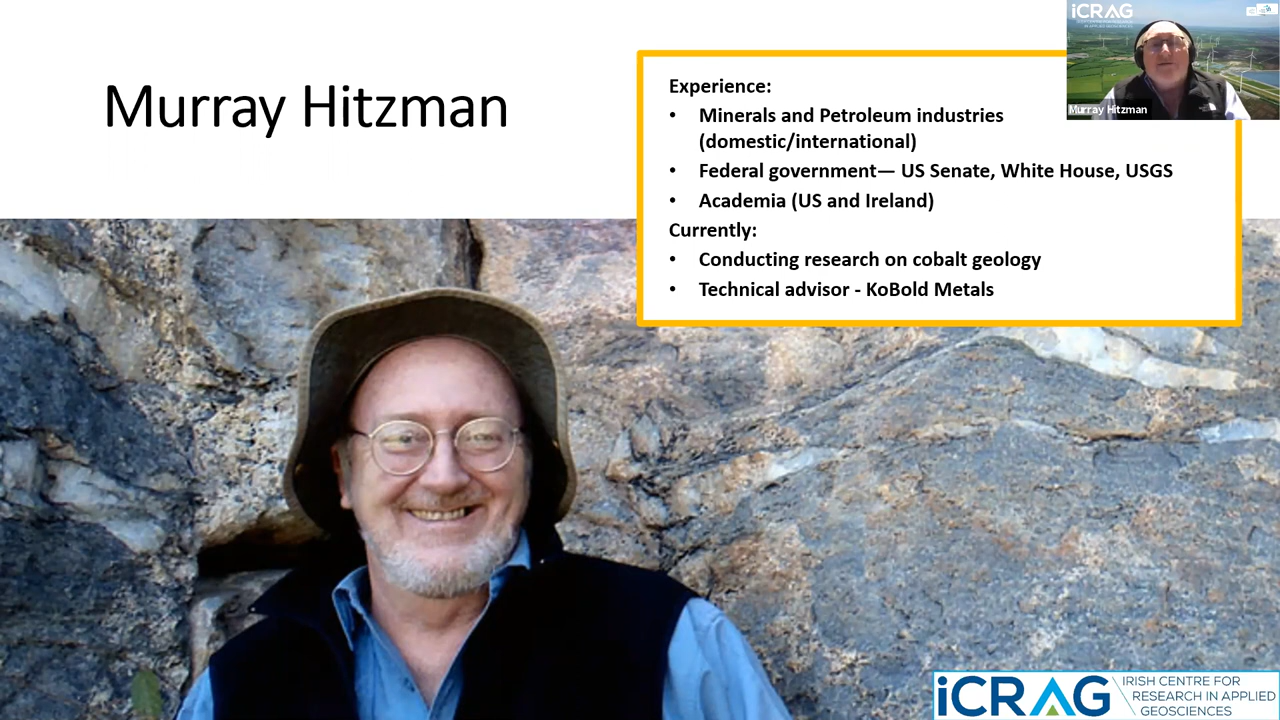 Murray Hitzman
Experience:
• Minerals and Petroleum industries
(domestic/international)
• Federal government— US Senate, White House, USGS
• Academia (US and Ireland)
Currently:
• Conducting research on cobalt geology
• Technical advisor - KoBold Metals
iCRAG
Murray Hitzman
iCRAG
IRISH CENTRE FOR
RESEARCH IN APPLIED
GEOSCIENCES